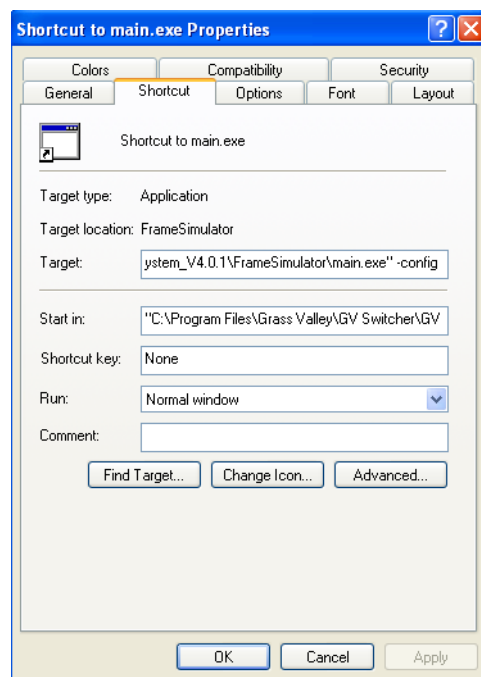 Shortcut to main.exe Properties
Colors Compatibility Security
General Shortcut Options Font Layout
Shortcut to main.exe
Target type: Application
Target location: FrameSimulator
Target: ystem_V4.0.1\FrameSimulator\main.exe" -config
Start in: "C:\Program Files\Grass Valley\GV Switcher\GV
Shortcut key: None
Run: Normal window
Comment:
Find Target... Change Icon... Advanced...
OK Cancel Apply